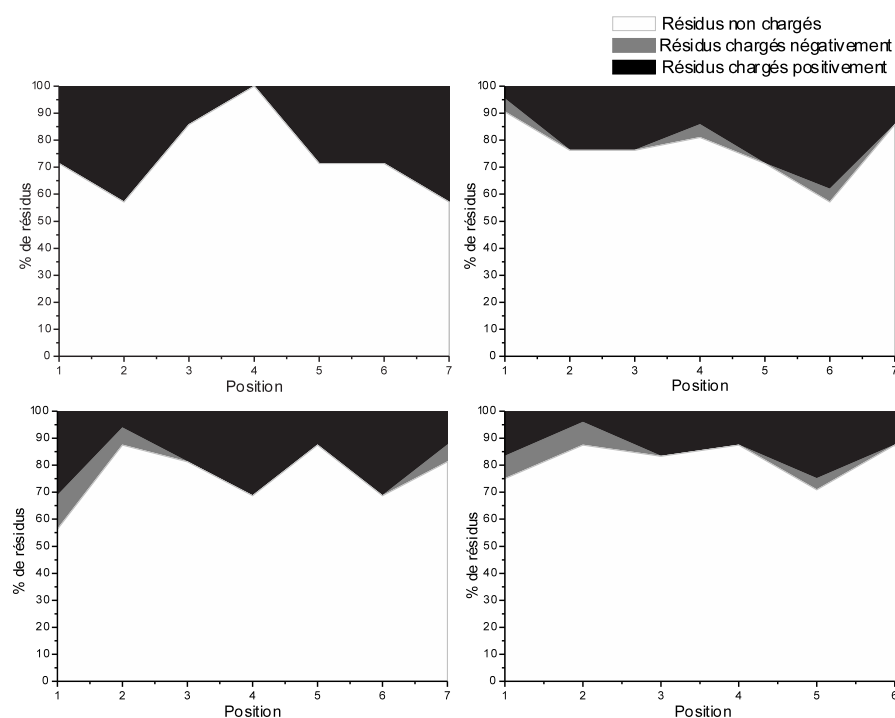 Résidus non chargés
Résidus chargés négativement
Résidus chargés positivement
100
90
80
70
60
50
40
30
20
10
0
% de résidus
1 2 3 4 5 6 7
Position
100
90
80
70
60
50
40
30
20
10
0
% de résidus
1 2 3 4 5 6 7
Position
100
90
80
70
60
50
40
30
20
10
0
% de résidus
1 2 3 4 5 6 7
Position
100
90
80
70
60
50
40
30
20
10
0
% de résidus
1 2 3 4 5 6
Position